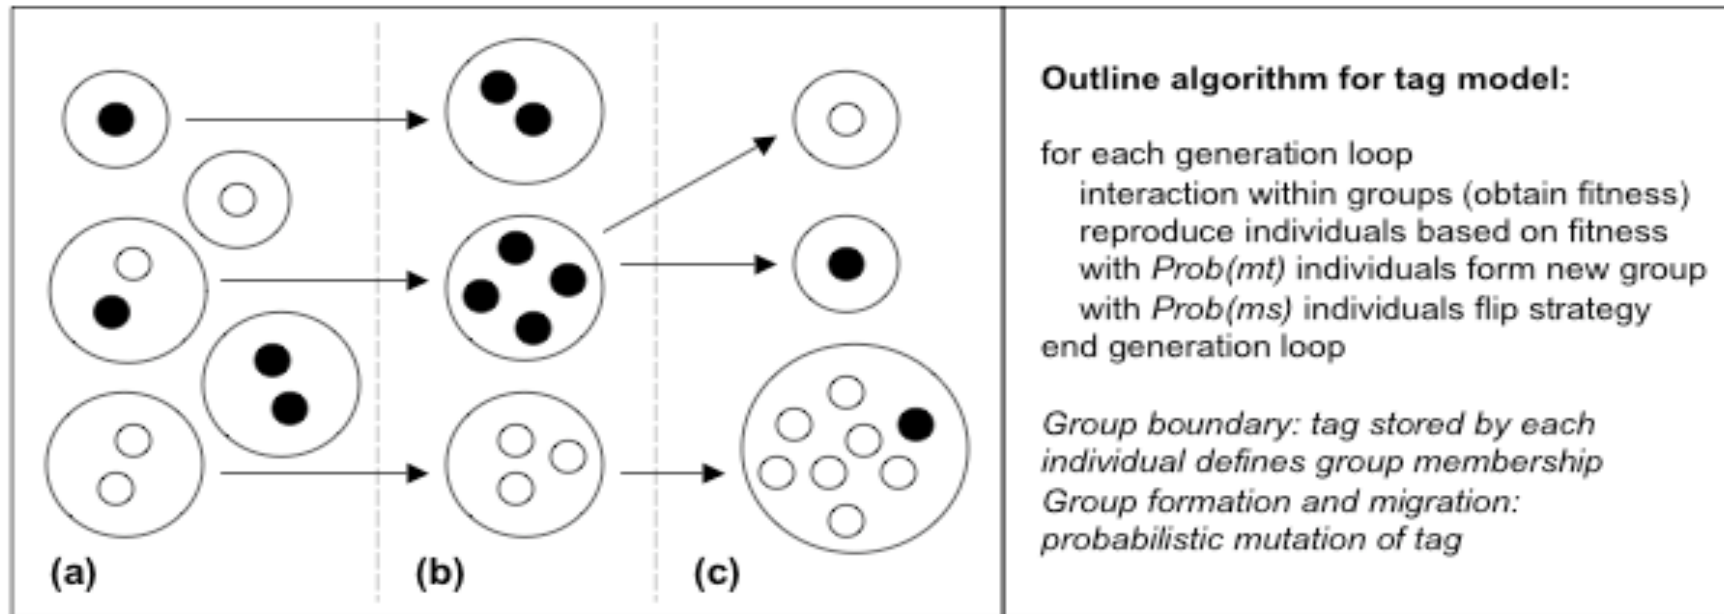 (a)
(b)
(c)
Outline algorithm for tag model:
for each generation loop
interaction within groups (obtain fitness)
reproduce individuals based on fitness
with Prob(mt) individuals form new group
with Prob(ms) individuals flip strategy
end generation loop
Group boundary: tag stored by each
individual defines group membership
Group formation and migration:
probabilistic mutation of tag